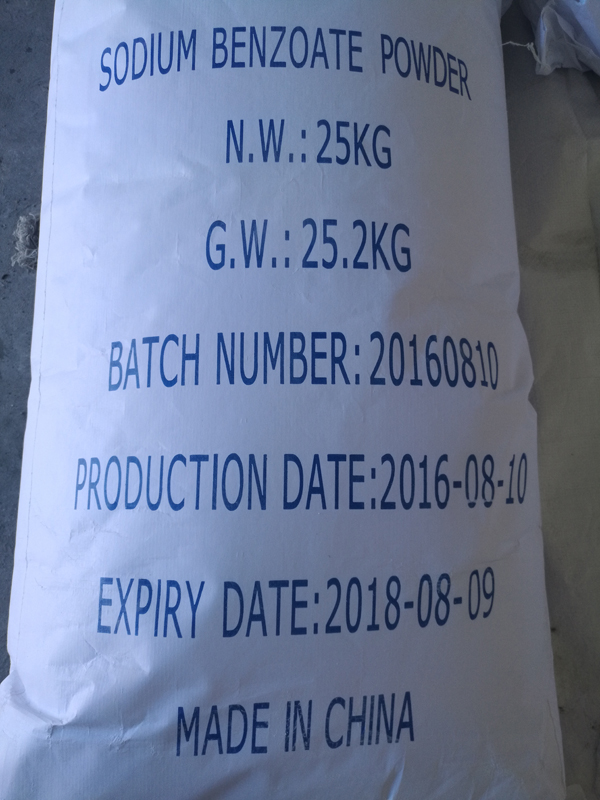 SODIUM BENZOATE POWDER
N.W.: 25KG
G.W.: 25.2KG
BATCH NUMBER: 20160810
PRODUCTION DATE:2016-08-10
EXPIRY DATE:2018-08-09
MADE IN CHINA